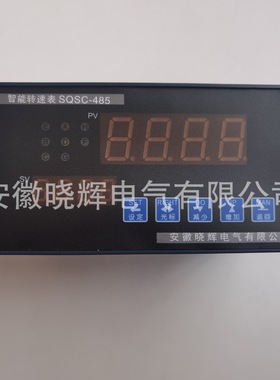 智能转速表 SQSC-485
PV
8.8.8.8
SV
安徽晓辉电气有限公司
SET RIGHT
设定 光标 减少 增加 返回
安徽晓辉电气有限公